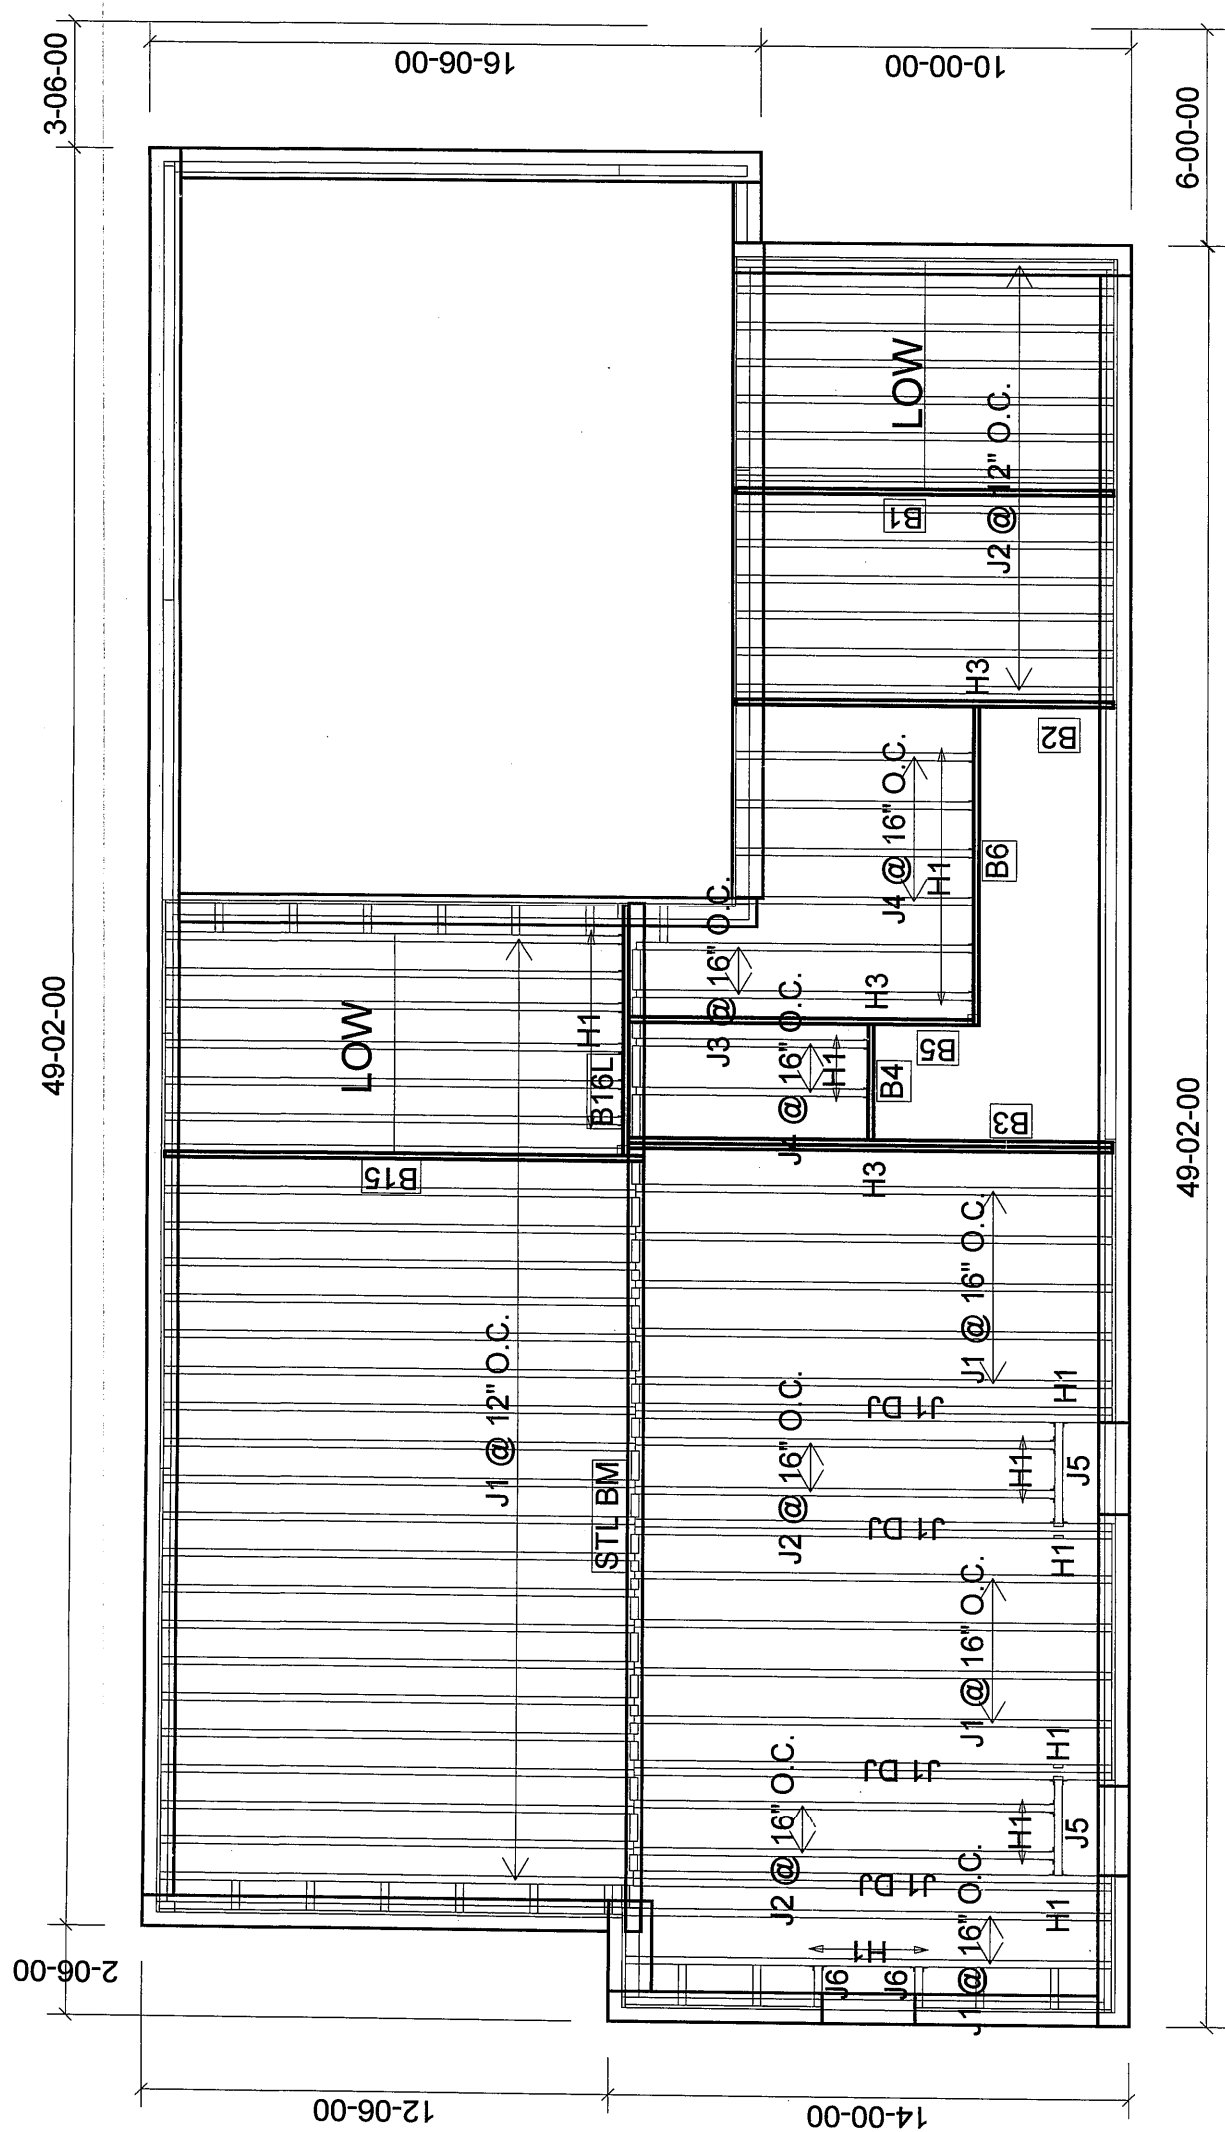 3-06-00
16-06-00
10-00-00
6-00-00
49-02-00
LOW
B1
J2 @ 12" O.C.
H3
B2
J4 @ 16" O.C.
H1
B6
J3 @ 16" O.C.
H3
B5
LOW
H1
B16L
J4 @ 16" O.C.
H1
B4
B3
H3
B15
49-02-00
J1 @ 12" O.C.
STL BM
J1 @ 16" O.C.
J1 DJ
H1
J2 @ 16" O.C.
H1
J5
J1 DJ
H1
J1 @ 16" O.C.
J1 DJ
H1
J2 @ 16" O.C.
H1
J5
J1 DJ
H1
J1 @ 16" O.C.
H1
J6
J6
2-06-00
12-06-00
14-00-00